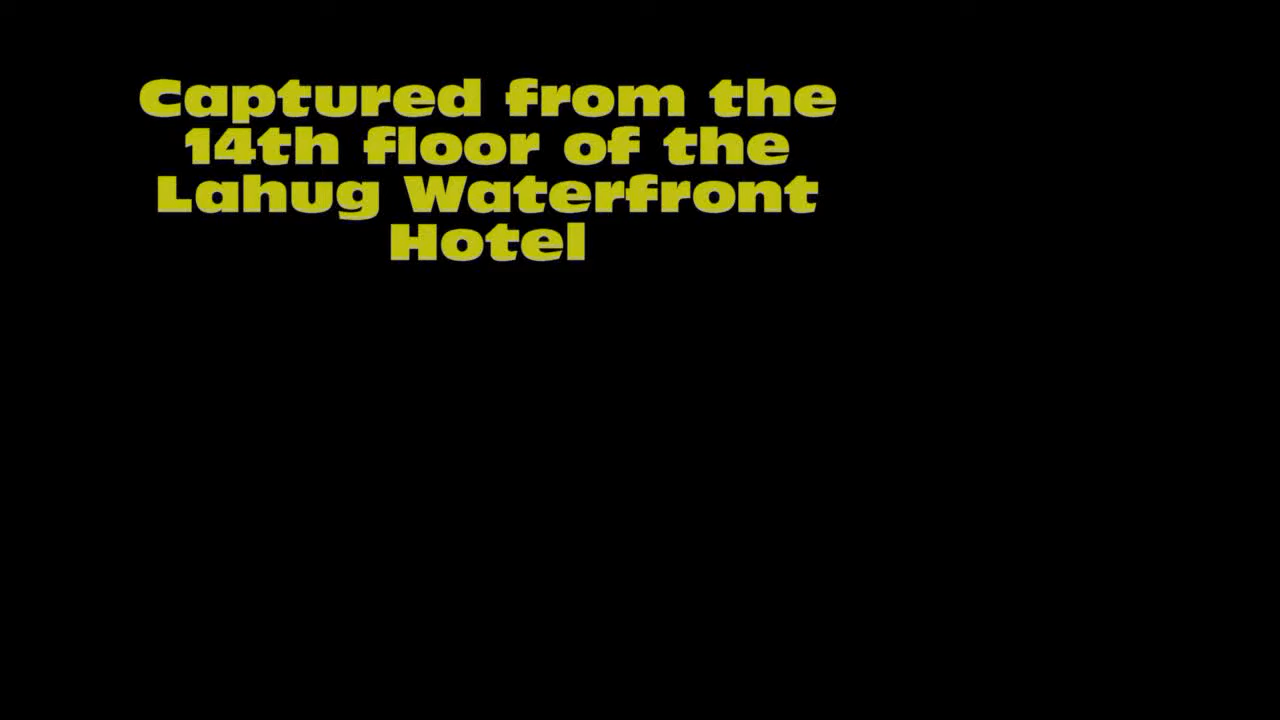 Captured from the
14th floor of the
Lahug Waterfront
Hotel